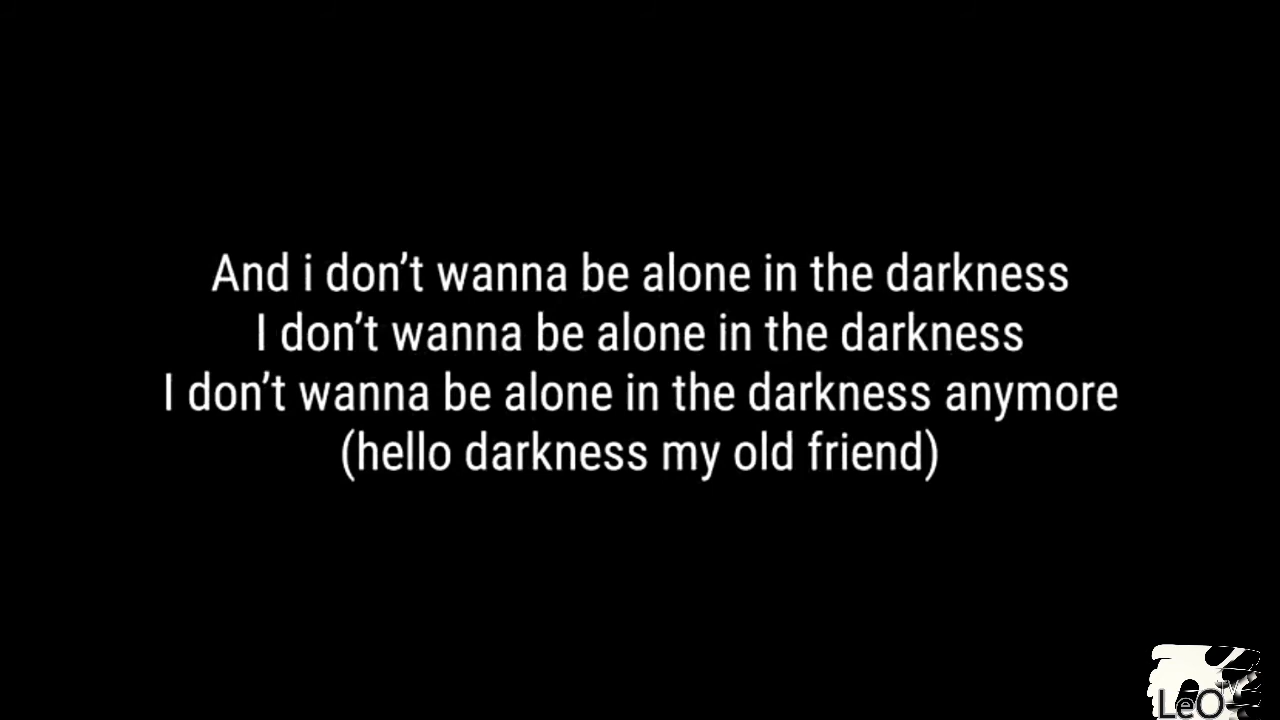 And i don’t wanna be alone in the darkness
I don’t wanna be alone in the darkness
I don’t wanna be alone in the darkness anymore
(hello darkness my old friend)
LeO